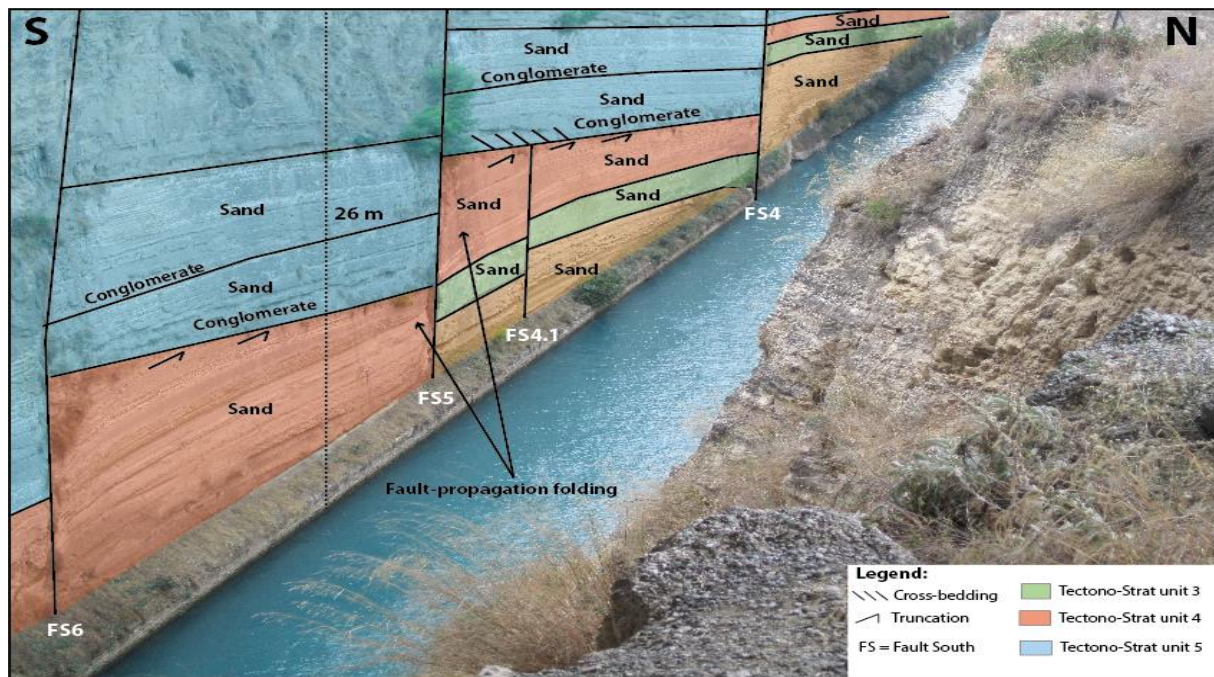 S
N
Sand
Sand
Sand
Conglomerate
Sand
Sand
Conglomerate
Sand
Sand
26 m
Sand
Sand
FS4
Conglomerate
Sand
Sand
Sand
Conglomerate
FS4.1
Sand
FS5
Fault-propagation folding
FS6
Legend:
Cross-bedding
Truncation
FS = Fault South
Tectono-Strat unit 3
Tectono-Strat unit 4
Tectono-Strat unit 5